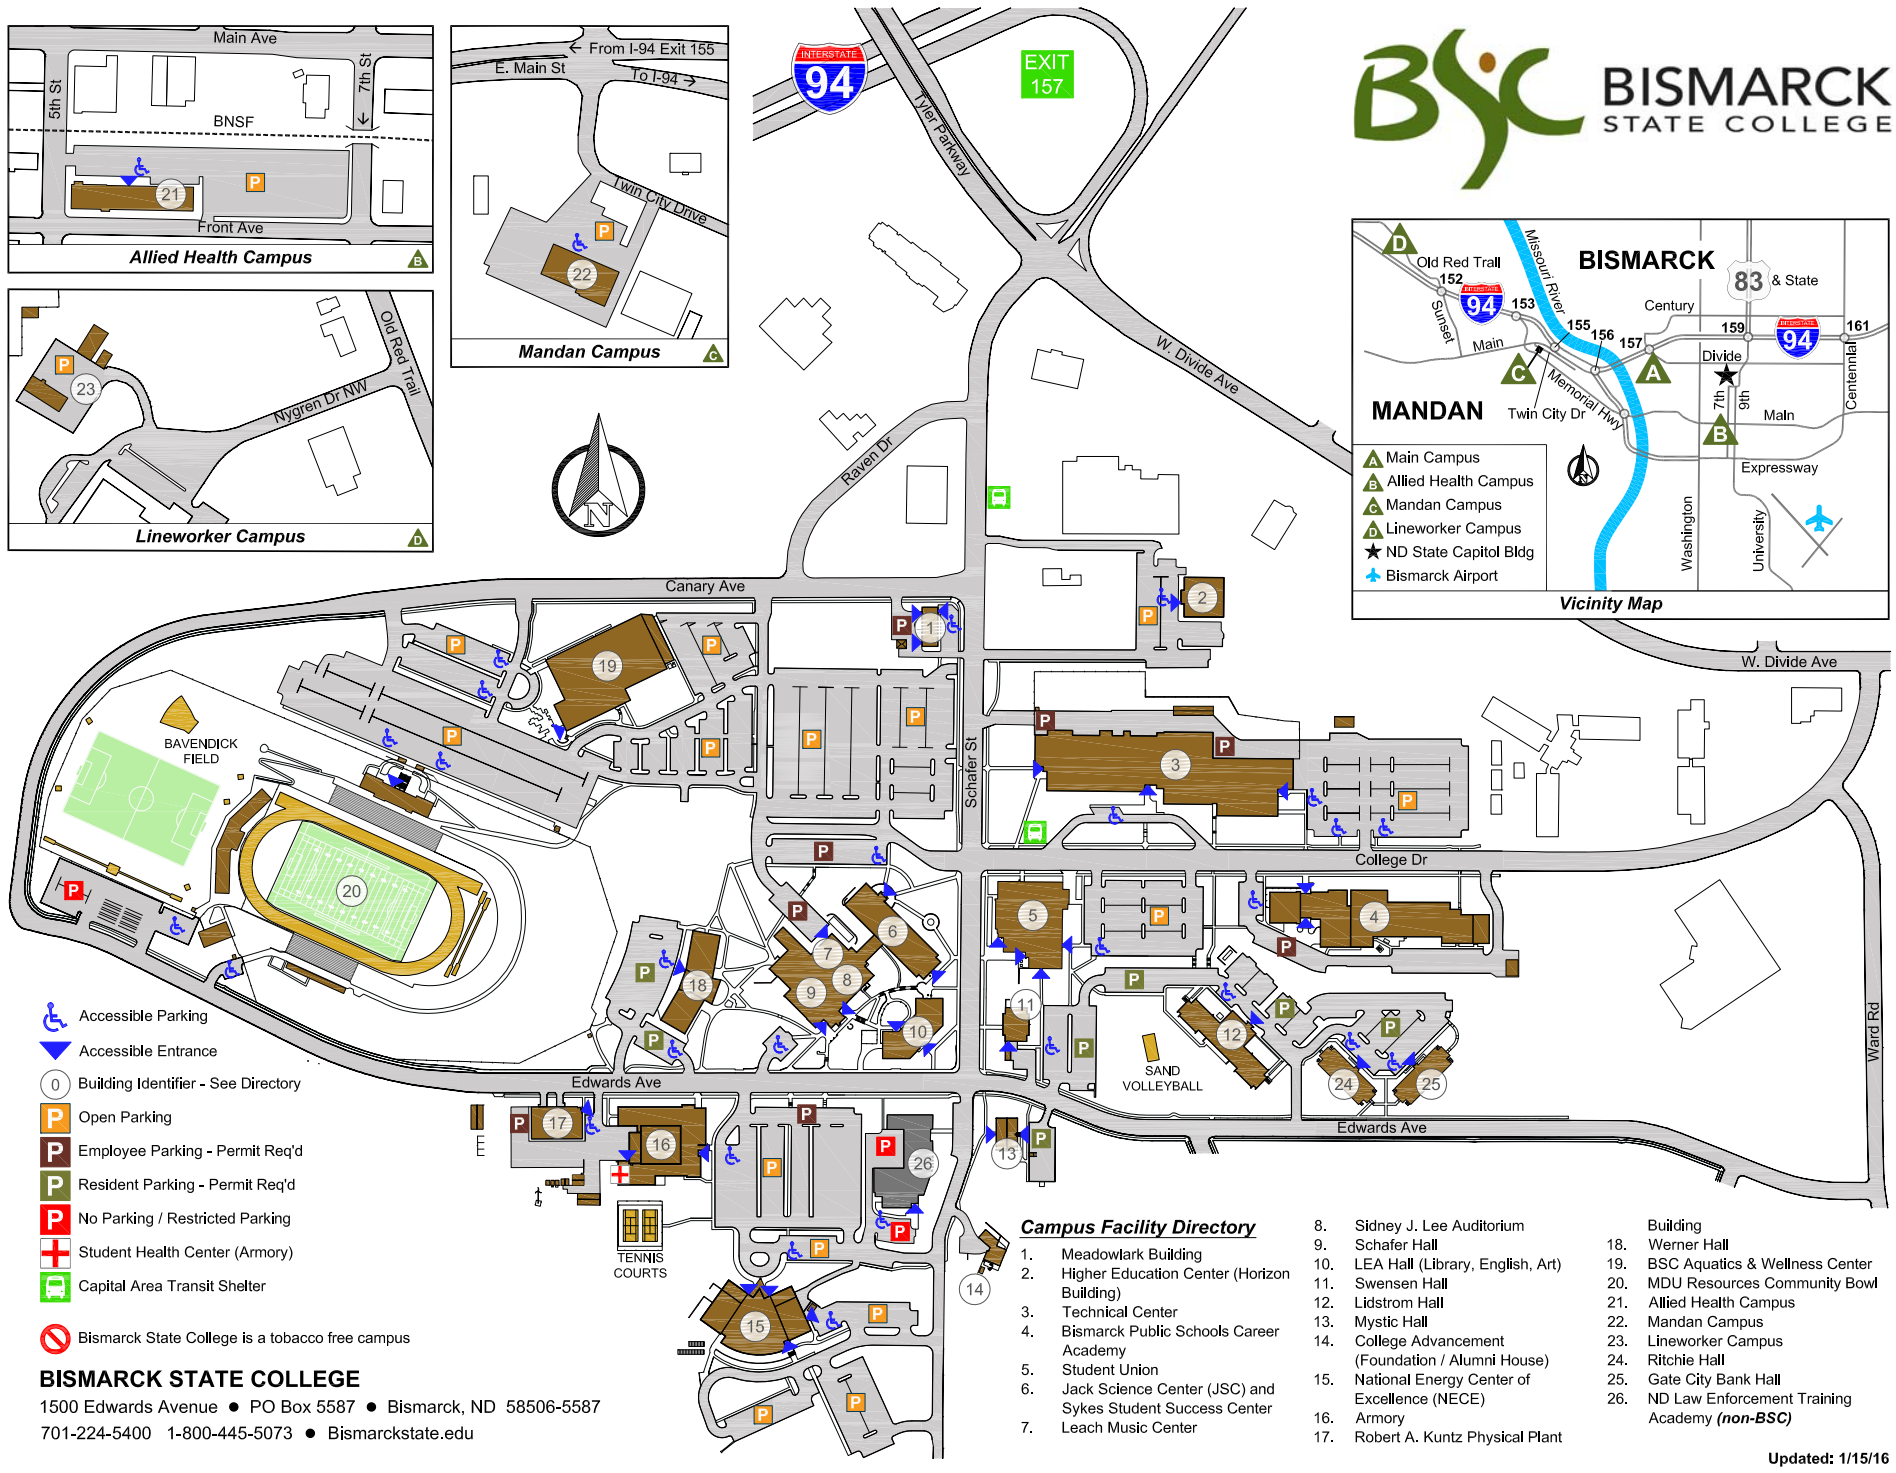 Main Ave
5th St
7th St
BNSF
P
21
Front Ave
Allied Health Campus
B
← From I-94 Exit 155
E. Main St
To I-94 →
Twin City Drive
P
22
Mandan Campus
C
P
23
Nygren Dr NW
Old Red Trail
Lineworker Campus
D
N
INTERSTATE
94
EXIT
157
Tyler Parkway
W. Divide Ave
Raven Dr
BSC
BISMARCK
STATE COLLEGE
D
Old Red Trail
152
INTERSTATE
94
153
Sunset
Main
Missouri River
BISMARCK
83 & State
Century
155
156
157
159
INTERSTATE
94
161
Divide
C
A
Memorial Hwy
MANDAN
Twin City Dr
7th
9th
Main
Centennial
B
Expressway
Washington
University
A Main Campus
B Allied Health Campus
C Mandan Campus
D Lineworker Campus
ND State Capitol Bldg
Bismarck Airport
Vicinity Map
Canary Ave
P
1
2
P
P
19
P
P
P
P
P
BAVENDICK
FIELD
Schafer St
P
P
3
P
W. Divide Ave
College Dr
P
20
P
P
7
6
8
9
10
5
P
4
P
P
18
P
11
P
P
12
P
P
SAND
VOLLEYBALL
24
25
Ward Rd
Edwards Ave
Edwards Ave
P
17
16
P
P
P
26
P
13
P
TENNIS
COURTS
P
14
15
P
P
P
Accessible Parking
Accessible Entrance
0 Building Identifier - See Directory
P Open Parking
P Employee Parking - Permit Req'd
P Resident Parking - Permit Req'd
P No Parking / Restricted Parking
Student Health Center (Armory)
Capital Area Transit Shelter
Bismarck State College is a tobacco free campus
BISMARCK STATE COLLEGE
1500 Edwards Avenue ● PO Box 5587 ● Bismarck, ND 58506-5587
701-224-5400 1-800-445-5073 ● Bismarckstate.edu
Campus Facility Directory
1. Meadowlark Building
2. Higher Education Center (Horizon
Building)
3. Technical Center
4. Bismarck Public Schools Career
Academy
5. Student Union
6. Jack Science Center (JSC) and
Sykes Student Success Center
7. Leach Music Center
8. Sidney J. Lee Auditorium
9. Schafer Hall
10. LEA Hall (Library, English, Art)
11. Swensen Hall
12. Lidstrom Hall
13. Mystic Hall
14. College Advancement
(Foundation / Alumni House)
15. National Energy Center of
Excellence (NECE)
16. Armory
17. Robert A. Kuntz Physical Plant
Building
18. Werner Hall
19. BSC Aquatics & Wellness Center
20. MDU Resources Community Bowl
21. Allied Health Campus
22. Mandan Campus
23. Lineworker Campus
24. Ritchie Hall
25. Gate City Bank Hall
26. ND Law Enforcement Training
Academy (non-BSC)
Updated: 1/15/16